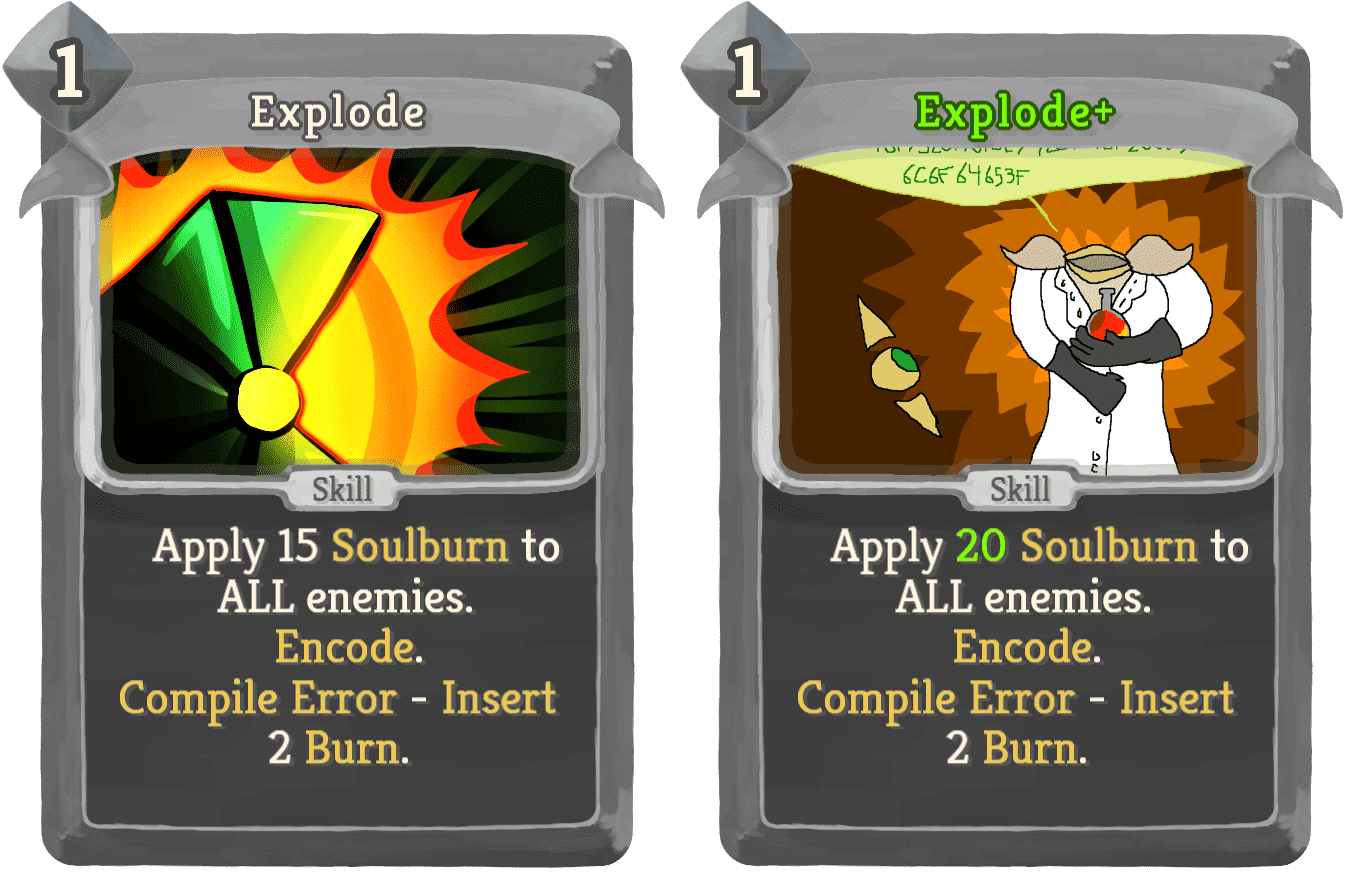 1
Explode
Skill
Apply 15 Soulburn to
ALL enemies.
Encode.
Compile Error - Insert
2 Burn.
1
Explode+
6C6F64653F
Skill
Apply 20 Soulburn to
ALL enemies.
Encode.
Compile Error - Insert
2 Burn.